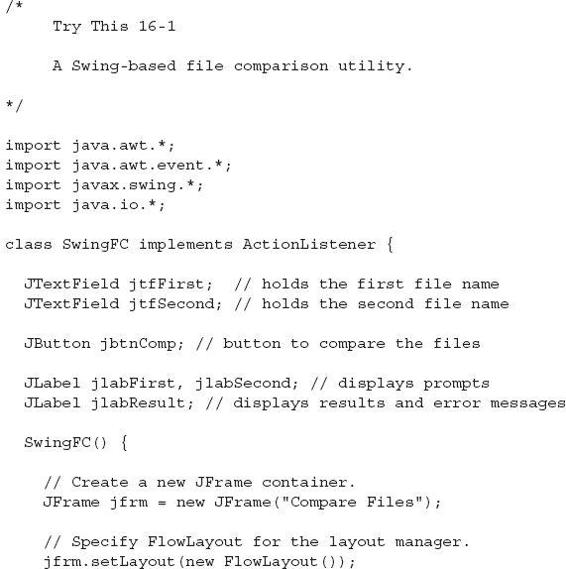 /*
Try This 16-1
A Swing-based file comparison utility.
*/
import java.awt.*;
import java.awt.event.*;
import javax.swing.*;
import java.io.*;
class SwingFC implements ActionListener {
JTextField jtfFirst;  // holds the first file name
JTextField jtfSecond; // holds the second file name
JButton jbtnComp; // button to compare the files
JLabel jlabFirst, jlabSecond; // displays prompts
JLabel jlabResult; // displays results and error messages
SwingFC() {
// Create a new JFrame container.
JFrame jfrm = new JFrame("Compare Files");
// Specify FlowLayout for the layout manager.
jfrm.setLayout(new FlowLayout());